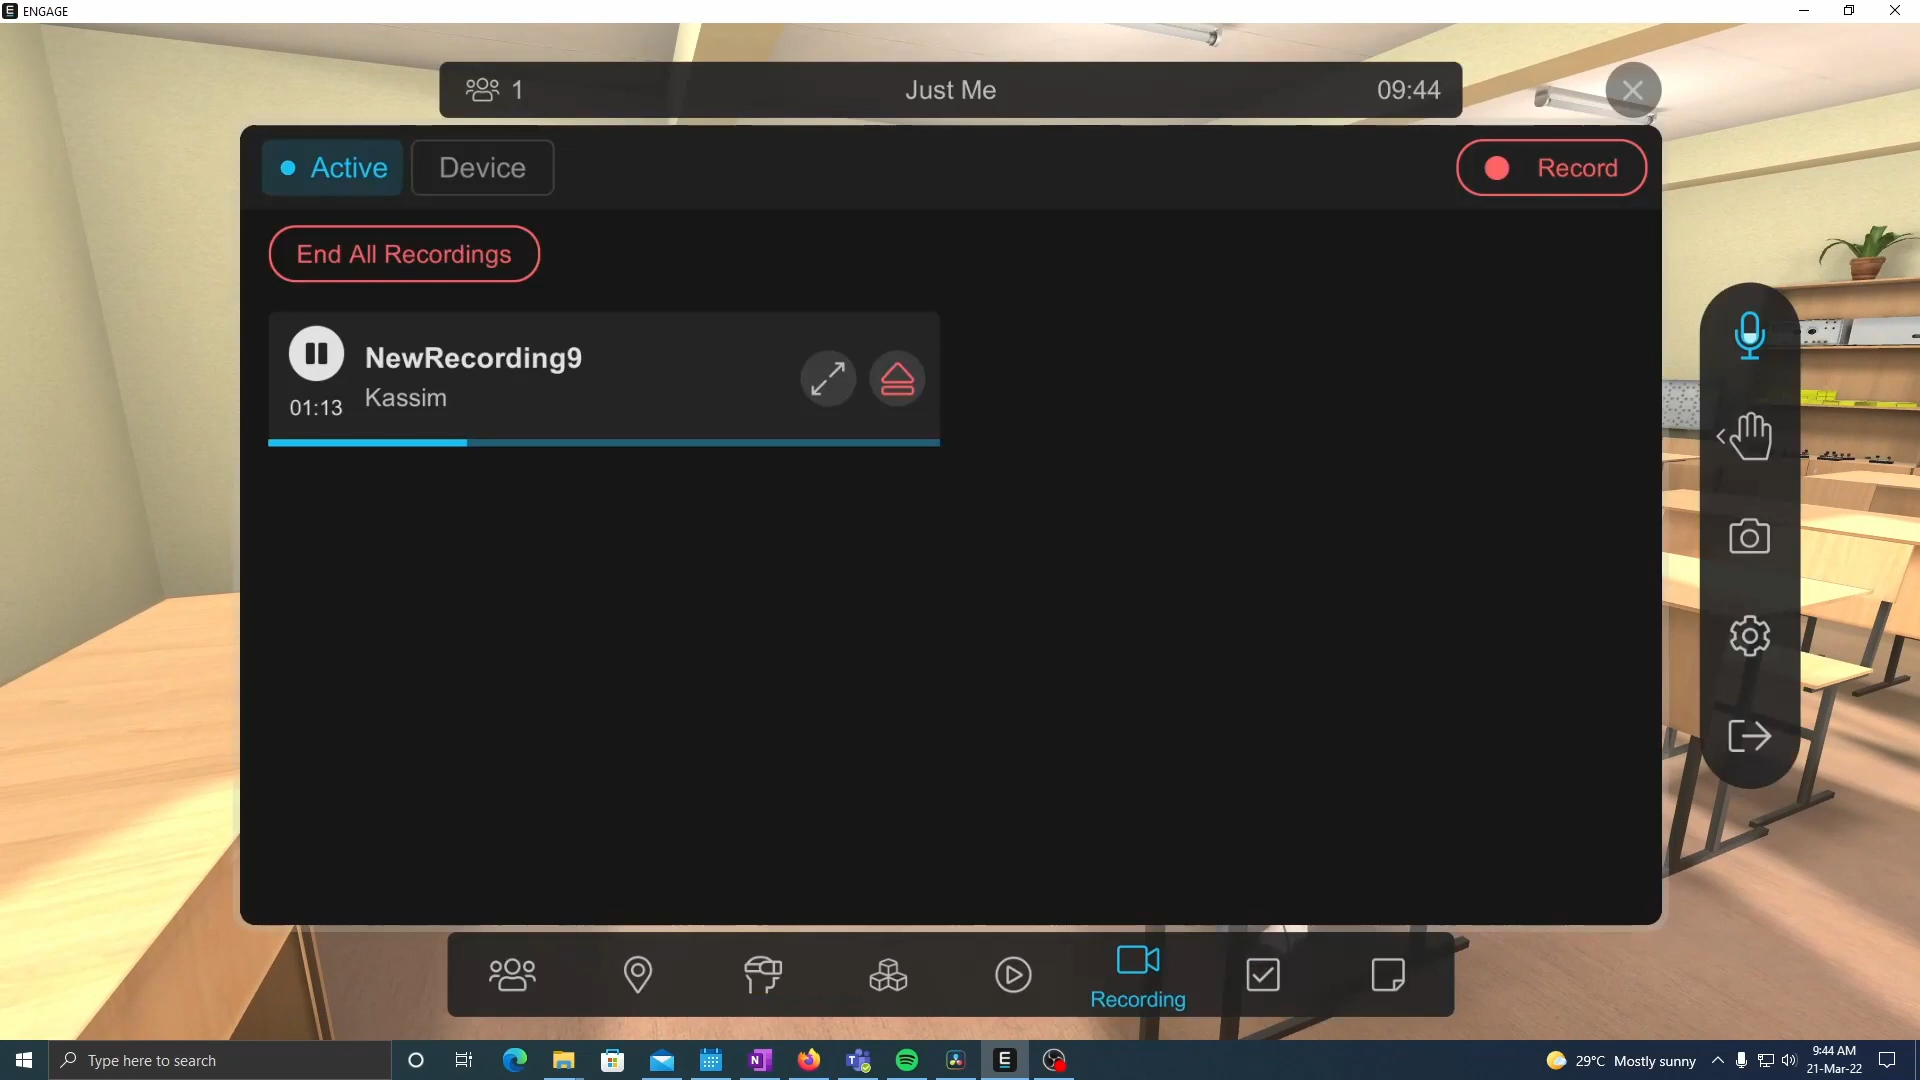 ENGAGE
1
Just Me
09:44
Active
Device
Record
End All Recordings
NewRecording9
Kassim
01:13
Recording
Type here to search
29°C Mostly sunny
9:44 AM
21-Mar-22